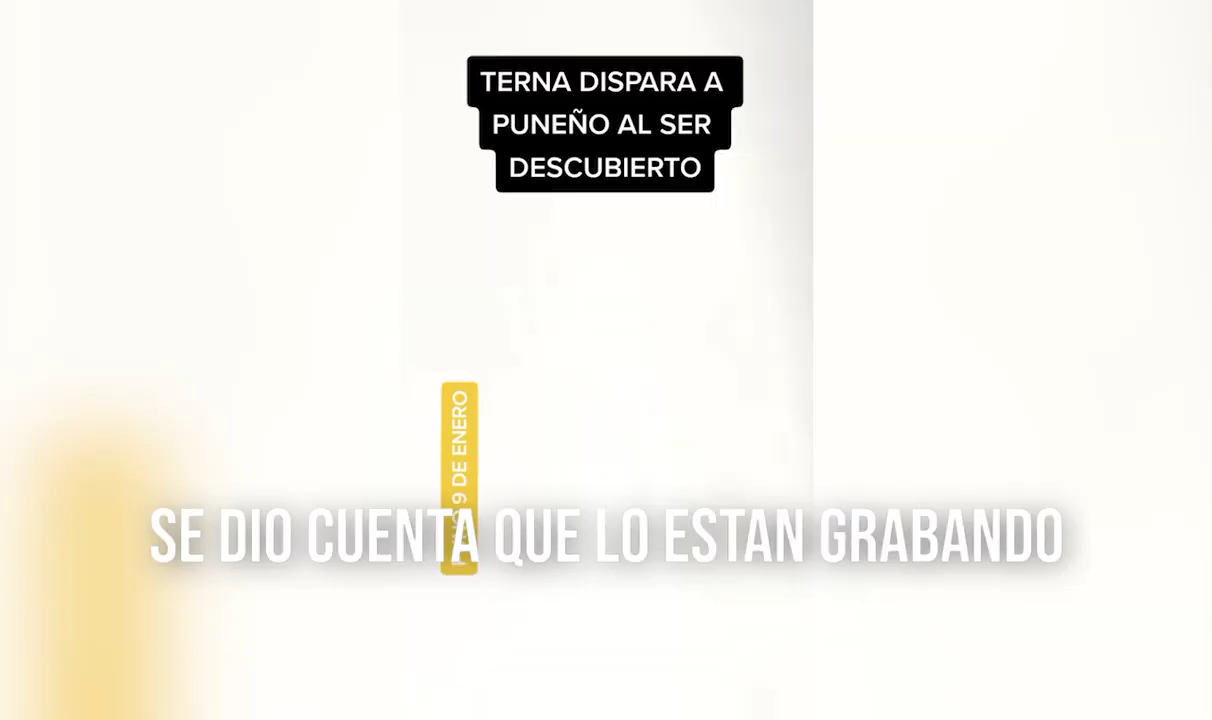 TERNA DISPARA A
PUNEÑO AL SER
DESCUBIERTO
9 DE ENERO
SE DIO CUENTA QUE LO ESTAN GRABANDO